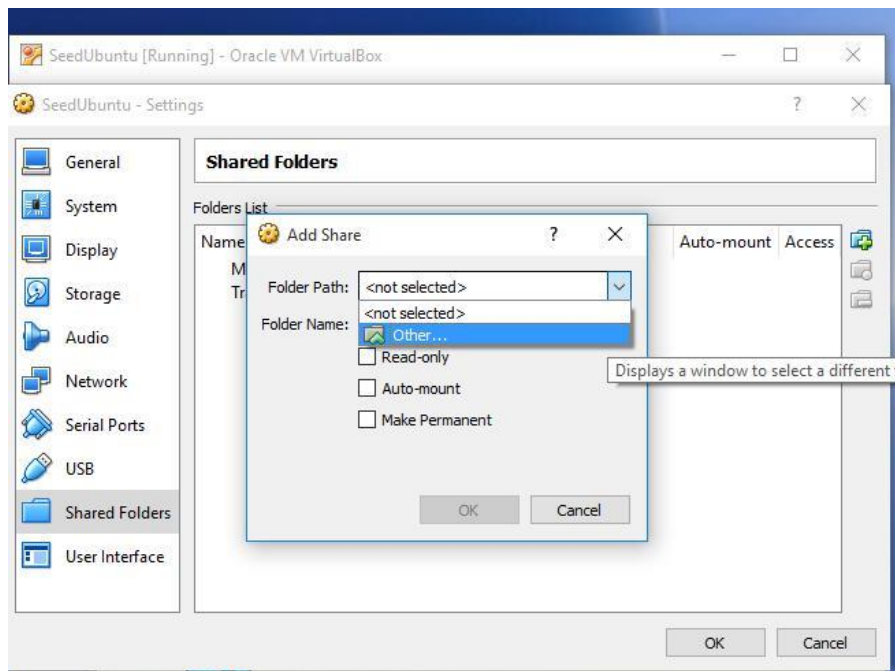 SeedUbuntu [Running] - Oracle VM VirtualBox
SeedUbuntu - Settings
?
General
System
Display
Storage
Audio
Network
Serial Ports
USB
Shared Folders
User Interface
Shared Folders
Folders List
Name
Auto-mount Access
M
Tr
Add Share
?
Folder Path: <not selected>
<not selected>
Other...
Folder Name:
Read-only
Auto-mount
Make Permanent
OK Cancel
Displays a window to select a different
OK Cancel